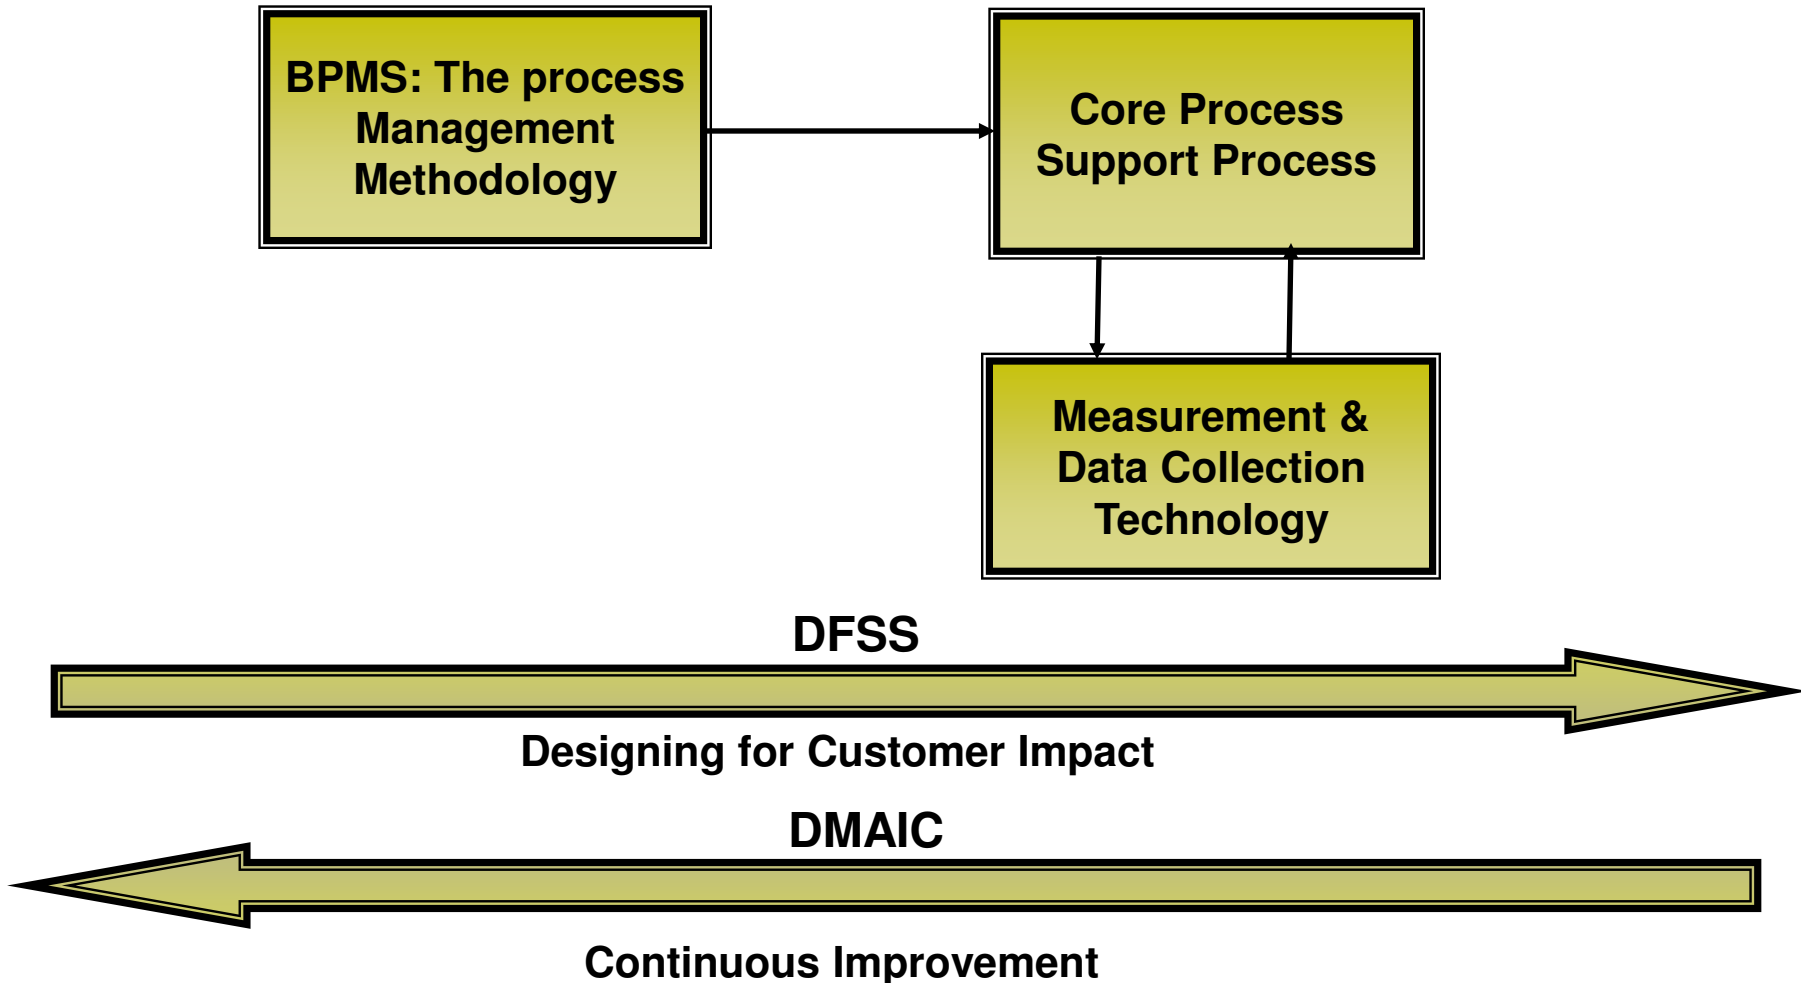 BPMS: The process
Management
Methodology
Core Process
Support Process
Measurement &
Data Collection
Technology
DFSS
Designing for Customer Impact
DMAIC
Continuous Improvement